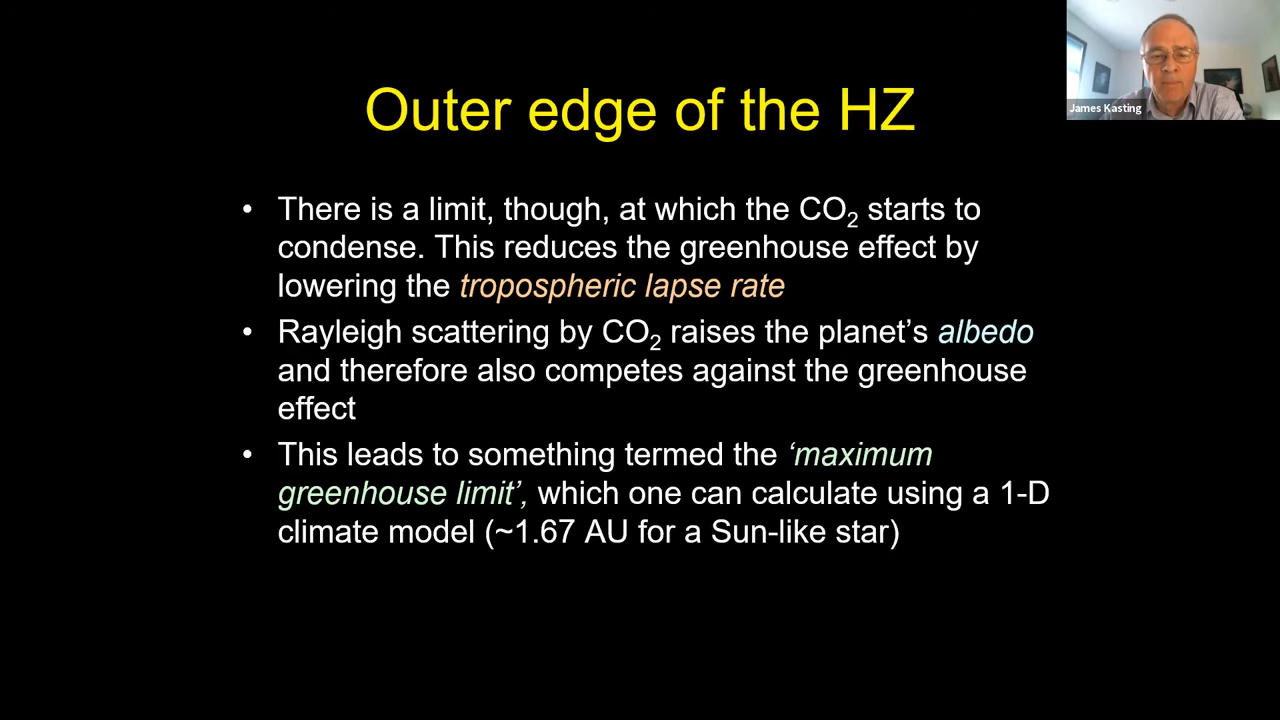 James Kasting
Outer edge of the HZ
• There is a limit, though, at which the CO₂ starts to
condense. This reduces the greenhouse effect by
lowering the tropospheric lapse rate
• Rayleigh scattering by CO₂ raises the planet’s albedo
and therefore also competes against the greenhouse
effect
• This leads to something termed the ‘maximum
greenhouse limit’, which one can calculate using a 1-D
climate model (~1.67 AU for a Sun-like star)